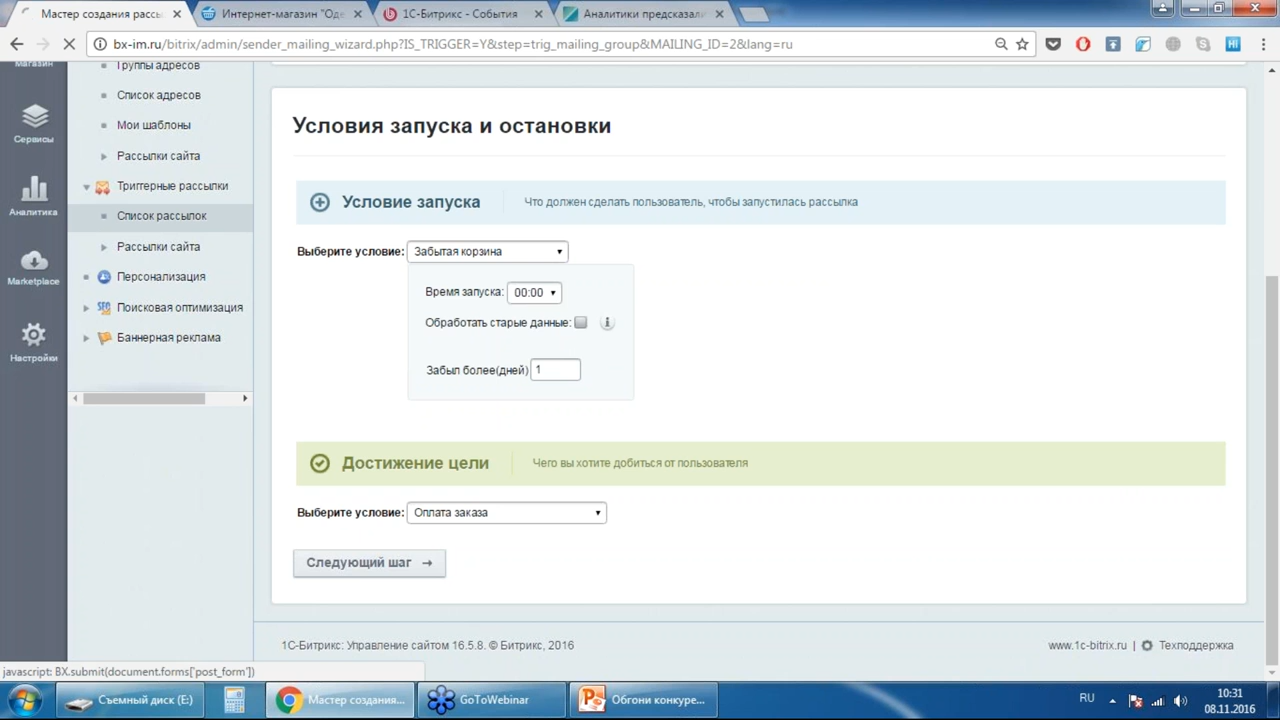 Мастер создания рассы
Интернет-магазин "Оде
1С-Битрикс - События
Аналитики предсказали
bx-im.ru/bitrix/admin/sender_mailing_wizard.php?IS_TRIGGER=Y&step=trig_mailing_group&MAILING_ID=2&lang=ru
Магазин
Сервисы
Аналитика
Marketplace
Настройки
Группы адресов
Список адресов
Мои шаблоны
Рассылки сайта
Триггерные рассылки
Список рассылок
Рассылки сайта
Персонализация
Поисковая оптимизация
Баннерная реклама
Условия запуска и остановки
Условие запуска Что должен сделать пользователь, чтобы запустилась рассылка
Выберите условие: Забытая корзина
Время запуска: 00:00
Обработать старые данные:
Забыл более(дней) 1
Достижение цели Чего вы хотите добиться от пользователя
Выберите условие: Оплата заказа
Следующий шаг →
1С-Битрикс: Управление сайтом 16.5.8. © Битрикс, 2016
www.1c-bitrix.ru | Техподдержка
javascript: BX.submit(document.forms['post_form'])
Съемный диск (E:)
Мастер создания...
GoToWebinar
Обгони конкуре...
RU
10:31
08.11.2016